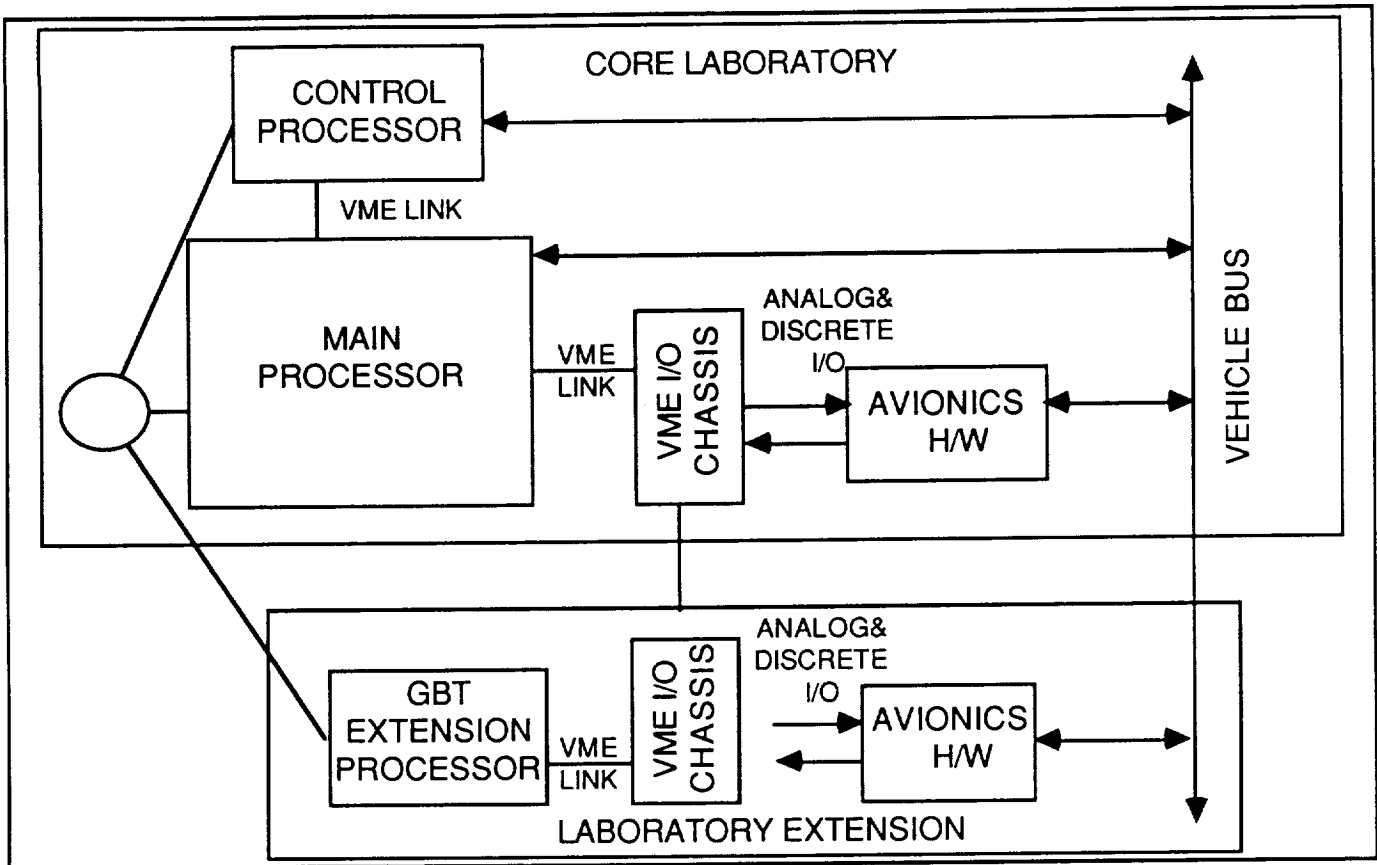 CORE LABORATORY
CONTROL
PROCESSOR
VME LINK
MAIN
PROCESSOR
VME
LINK
VME I/O
CHASSIS
ANALOG&
DISCRETE
I/O
AVIONICS
H/W
VEHICLE BUS
GBT
EXTENSION
PROCESSOR
VME
LINK
VME I/O
CHASSIS
ANALOG&
DISCRETE
I/O
AVIONICS
H/W
LABORATORY EXTENSION